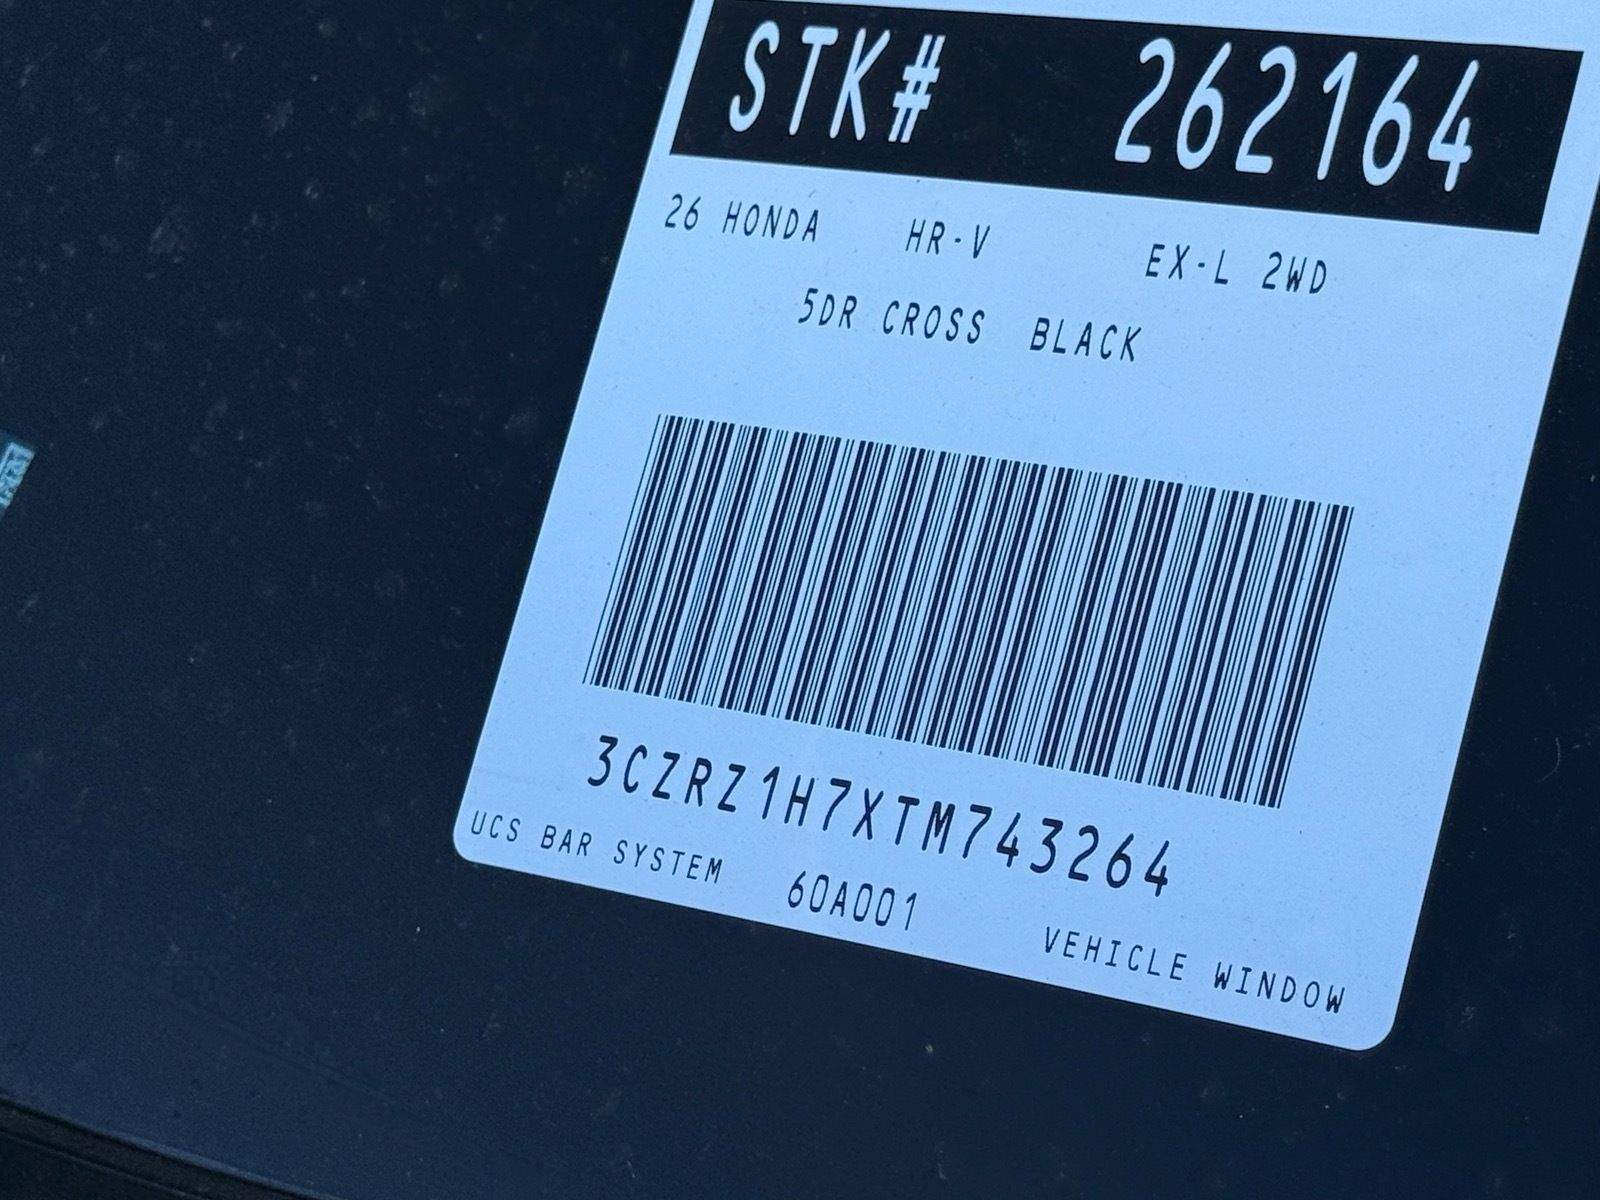 STK# 262164
26 HONDA HR-V EX-L 2WD
5DR CROSS BLACK
3CZRZ1H7XTM743264
UCS BAR SYSTEM 60A001 VEHICLE WINDOW